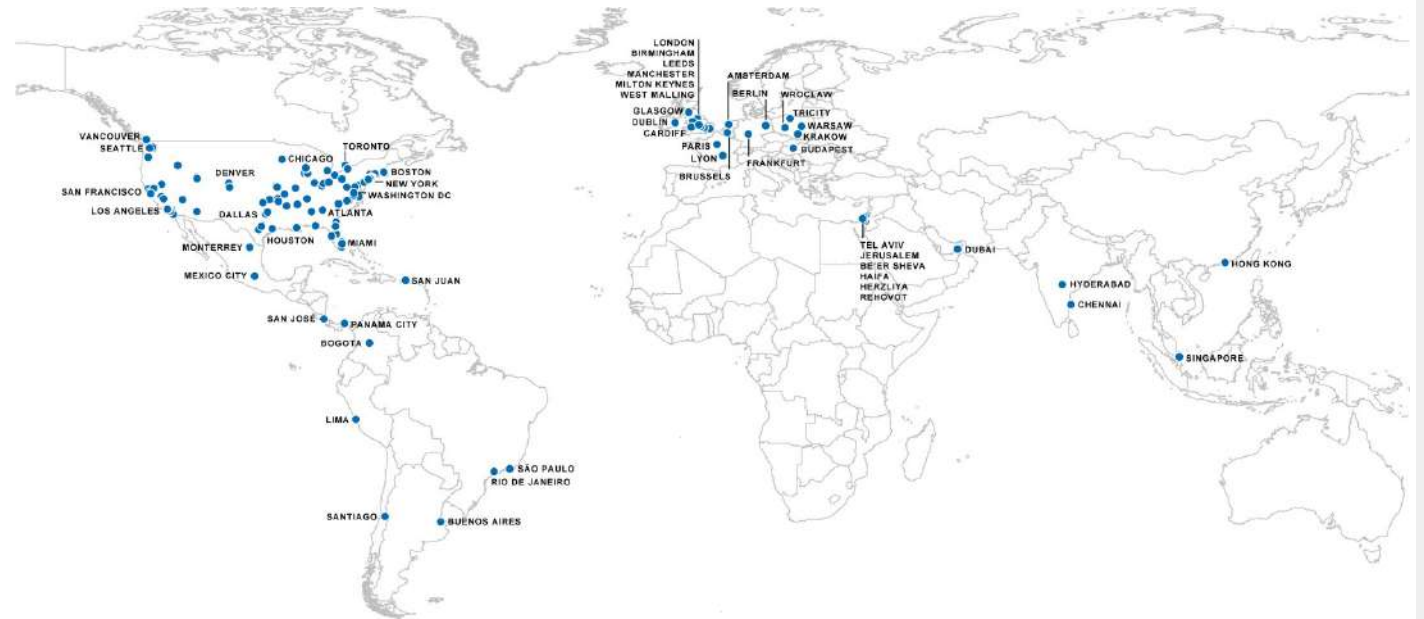 LONDON
BIRMINGHAM
LEEDS
MANCHESTER
MILTON KEYNES
WEST MALLING
AMSTERDAM
BERLIN
WROCLAW
GLASGOW
DUBLIN
CARDIFF
TRICITY
WARSAW
KRAKOW
BUDAPEST
PARIS
LYON
FRANKFURT
BRUSSELS
VANCOUVER
SEATTLE
TORONTO
CHICAGO
BOSTON
DENVER
NEW YORK
SAN FRANCISCO
WASHINGTON DC
LOS ANGELES
DALLAS
ATLANTA
HOUSTON
MIAMI
MONTERREY
MEXICO CITY
SAN JUAN
SAN JOSÉ
PANAMA CITY
BOGOTA
LIMA
SÃO PAULO
RIO DE JANEIRO
SANTIAGO
BUENOS AIRES
TEL AVIV
JERUSALEM
BE'ER SHEVA
HAIFA
HERZLIYA
REHOVOT
DUBAI
HYDERABAD
CHENNAI
HONG KONG
SINGAPORE